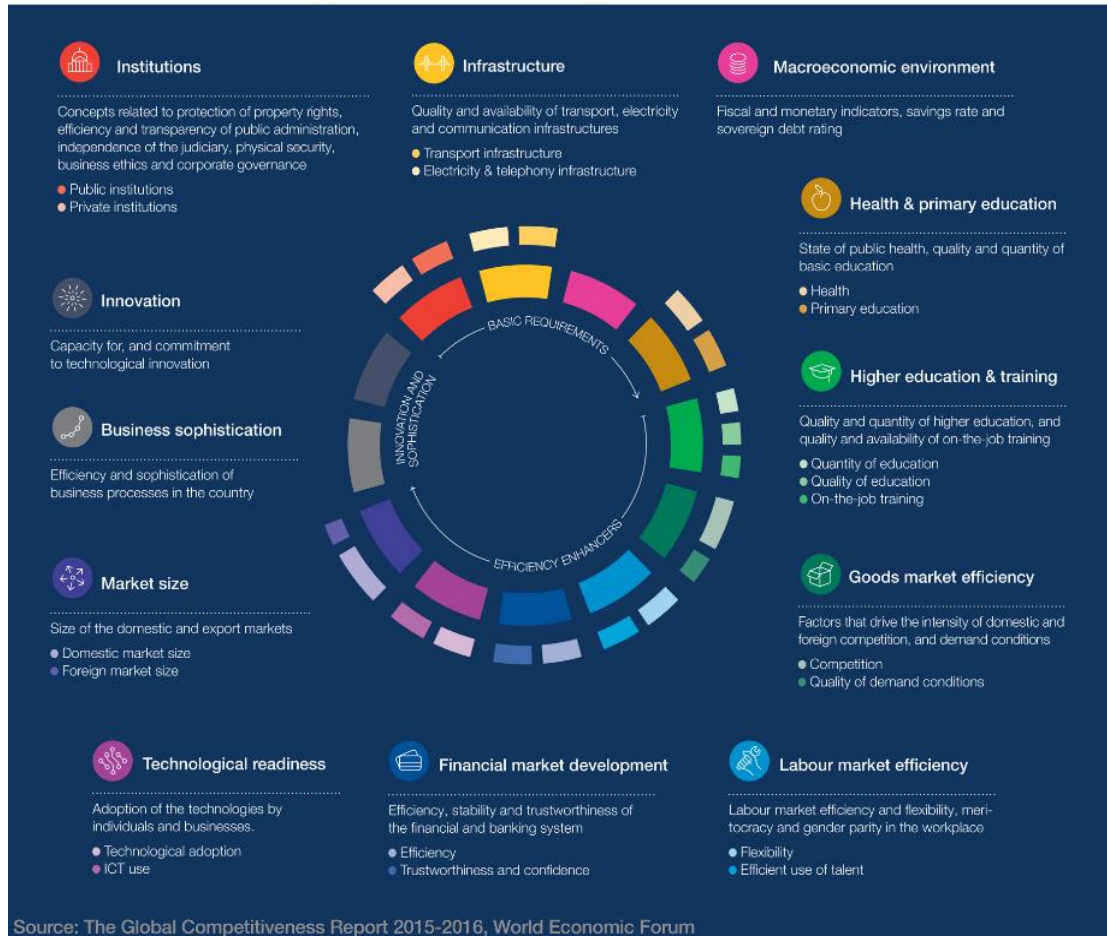 Institutions
Concepts related to protection of property rights,
efficiency and transparency of public administration,
independence of the judiciary, physical security,
business ethics and corporate governance
Public institutions
Private institutions
Infrastructure
Quality and availability of transport, electricity
and communication infrastructures
Transport infrastructure
Electricity & telephony infrastructure
Macroeconomic environment
Fiscal and monetary indicators, savings rate and
sovereign debt rating
Health & primary education
State of public health, quality and quantity of
basic education
Health
Primary education
Innovation
Capacity for, and commitment
to technological innovation
BASIC REQUIREMENTS
INNOVATION AND
SOPHISTICATION
EFFICIENCY ENHANCERS
Higher education & training
Quality and quantity of higher education, and
quality and availability of on-the-job training
Quantity of education
Quality of education
On-the-job training
Business sophistication
Efficiency and sophistication of
business processes in the country
Market size
Size of the domestic and export markets
Domestic market size
Foreign market size
Goods market efficiency
Factors that drive the intensity of domestic and
foreign competition, and demand conditions
Competition
Quality of demand conditions
Technological readiness
Adoption of the technologies by
individuals and businesses.
Technological adoption
ICT use
Financial market development
Efficiency, stability and trustworthiness of
the financial and banking system
Efficiency
Trustworthiness and confidence
Labour market efficiency
Labour market efficiency and flexibility, meri-
tocracy and gender parity in the workplace
Flexibility
Efficient use of talent
Source: The Global Competitiveness Report 2015-2016, World Economic Forum